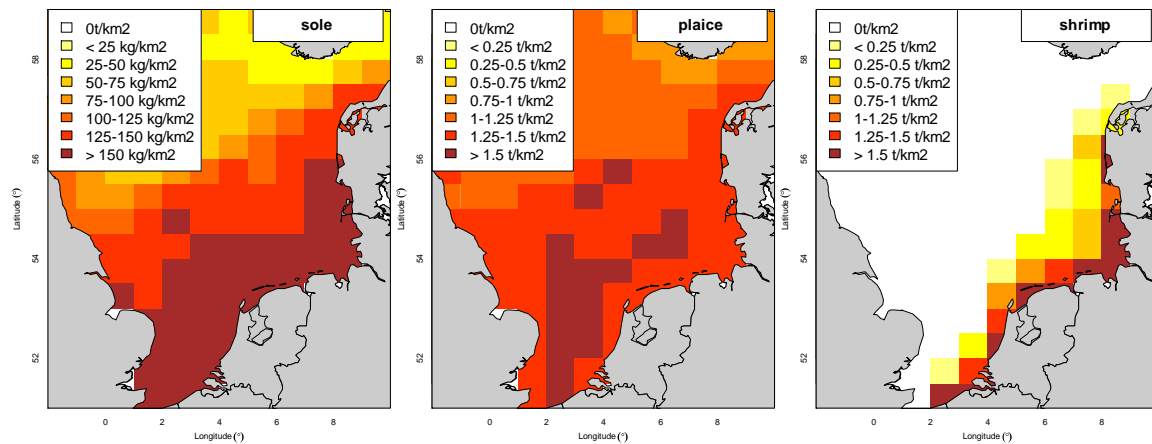 sole
0t/km2
< 25 kg/km2
25-50 kg/km2
50-75 kg/km2
75-100 kg/km2
100-125 kg/km2
125-150 kg/km2
> 150 kg/km2
58
56
54
52
Latitude (°)
0 2 4 6 8
Longitude (°)
plaice
0t/km2
< 0.25 t/km2
0.25-0.5 t/km2
0.5-0.75 t/km2
0.75-1 t/km2
1-1.25 t/km2
1.25-1.5 t/km2
> 1.5 t/km2
58
56
54
52
Latitude (°)
0 2 4 6 8
Longitude (°)
shrimp
0t/km2
< 0.25 t/km2
0.25-0.5 t/km2
0.5-0.75 t/km2
0.75-1 t/km2
1-1.25 t/km2
1.25-1.5 t/km2
> 1.5 t/km2
58
56
54
52
Latitude (°)
0 2 4 6 8
Longitude (°)